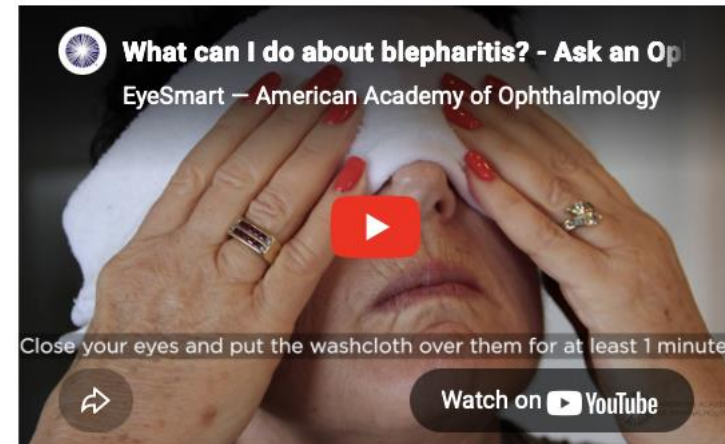 What can I do about blepharitis? - Ask an Op
EyeSmart — American Academy of Ophthalmology
Close your eyes and put the washcloth over them for at least 1 minute
Watch on YouTube